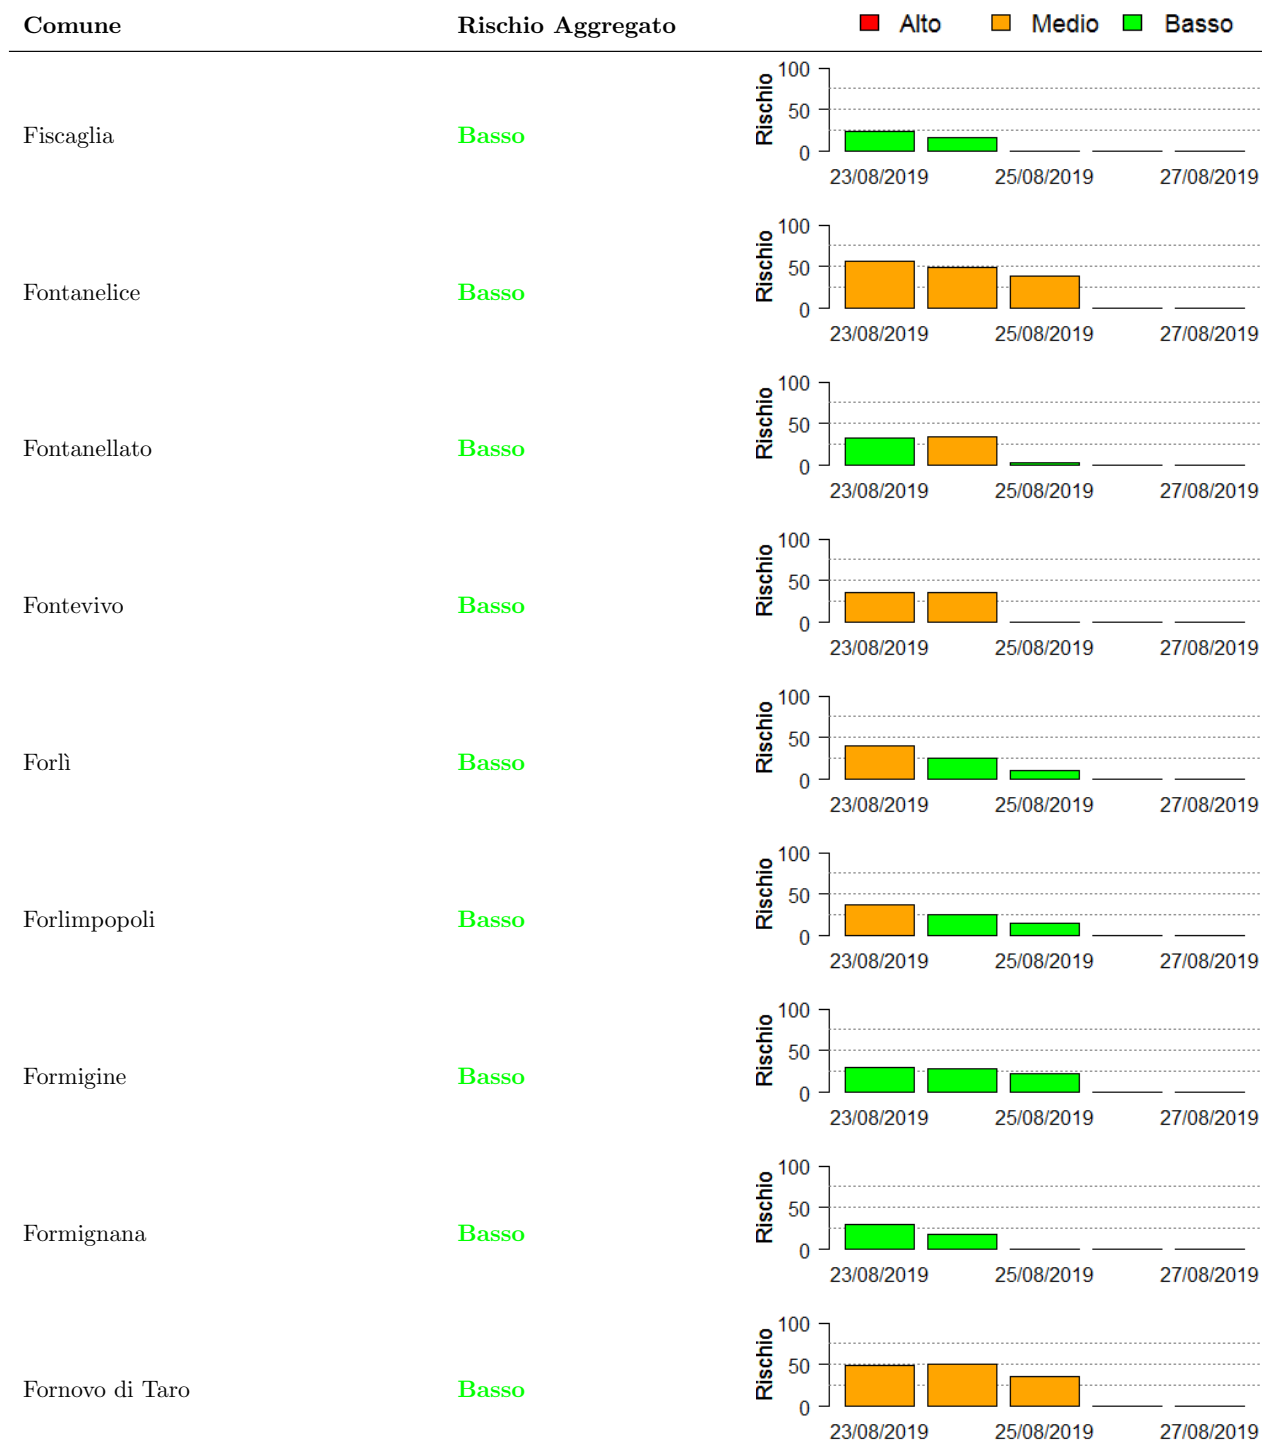 Comune Rischio Aggregato Alto Medio Basso
100
50
0
Rischio
Fiscaglia Basso
23/08/2019 25/08/2019 27/08/2019
100
50
0
Rischio
Fontanelice Basso
23/08/2019 25/08/2019 27/08/2019
100
50
0
Rischio
Fontanellato Basso
23/08/2019 25/08/2019 27/08/2019
100
50
0
Rischio
Fontevivo Basso
23/08/2019 25/08/2019 27/08/2019
100
50
0
Rischio
Forlì Basso
23/08/2019 25/08/2019 27/08/2019
100
50
0
Rischio
Forlimpopoli Basso
23/08/2019 25/08/2019 27/08/2019
100
50
0
Rischio
Formigine Basso
23/08/2019 25/08/2019 27/08/2019
100
50
0
Rischio
Formignana Basso
23/08/2019 25/08/2019 27/08/2019
100
50
0
Rischio
Fornovo di Taro Basso
23/08/2019 25/08/2019 27/08/2019